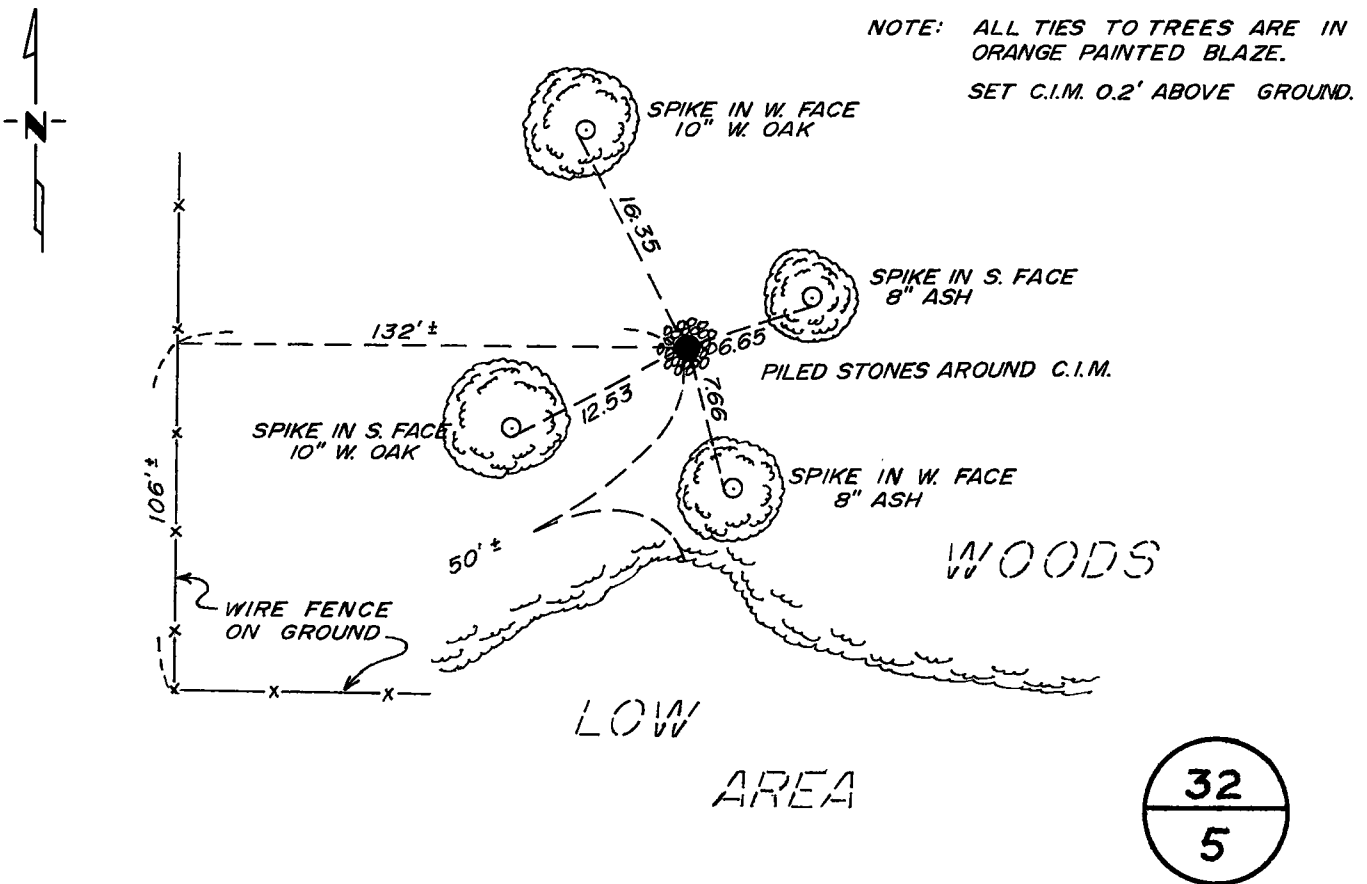 NOTE: ALL TIES TO TREES ARE IN
ORANGE PAINTED BLAZE.
SET C.I.M. 0.2' ABOVE GROUND.
N
SPIKE IN W. FACE
10" W. OAK
16.35
SPIKE IN S. FACE
8" ASH
132'±
6.65
PILED STONES AROUND C.I.M.
7.66
12.53
SPIKE IN S. FACE
10" W. OAK
106'±
SPIKE IN W. FACE
8" ASH
50'±
WOODS
WIRE FENCE
ON GROUND
LOW
AREA
32
5